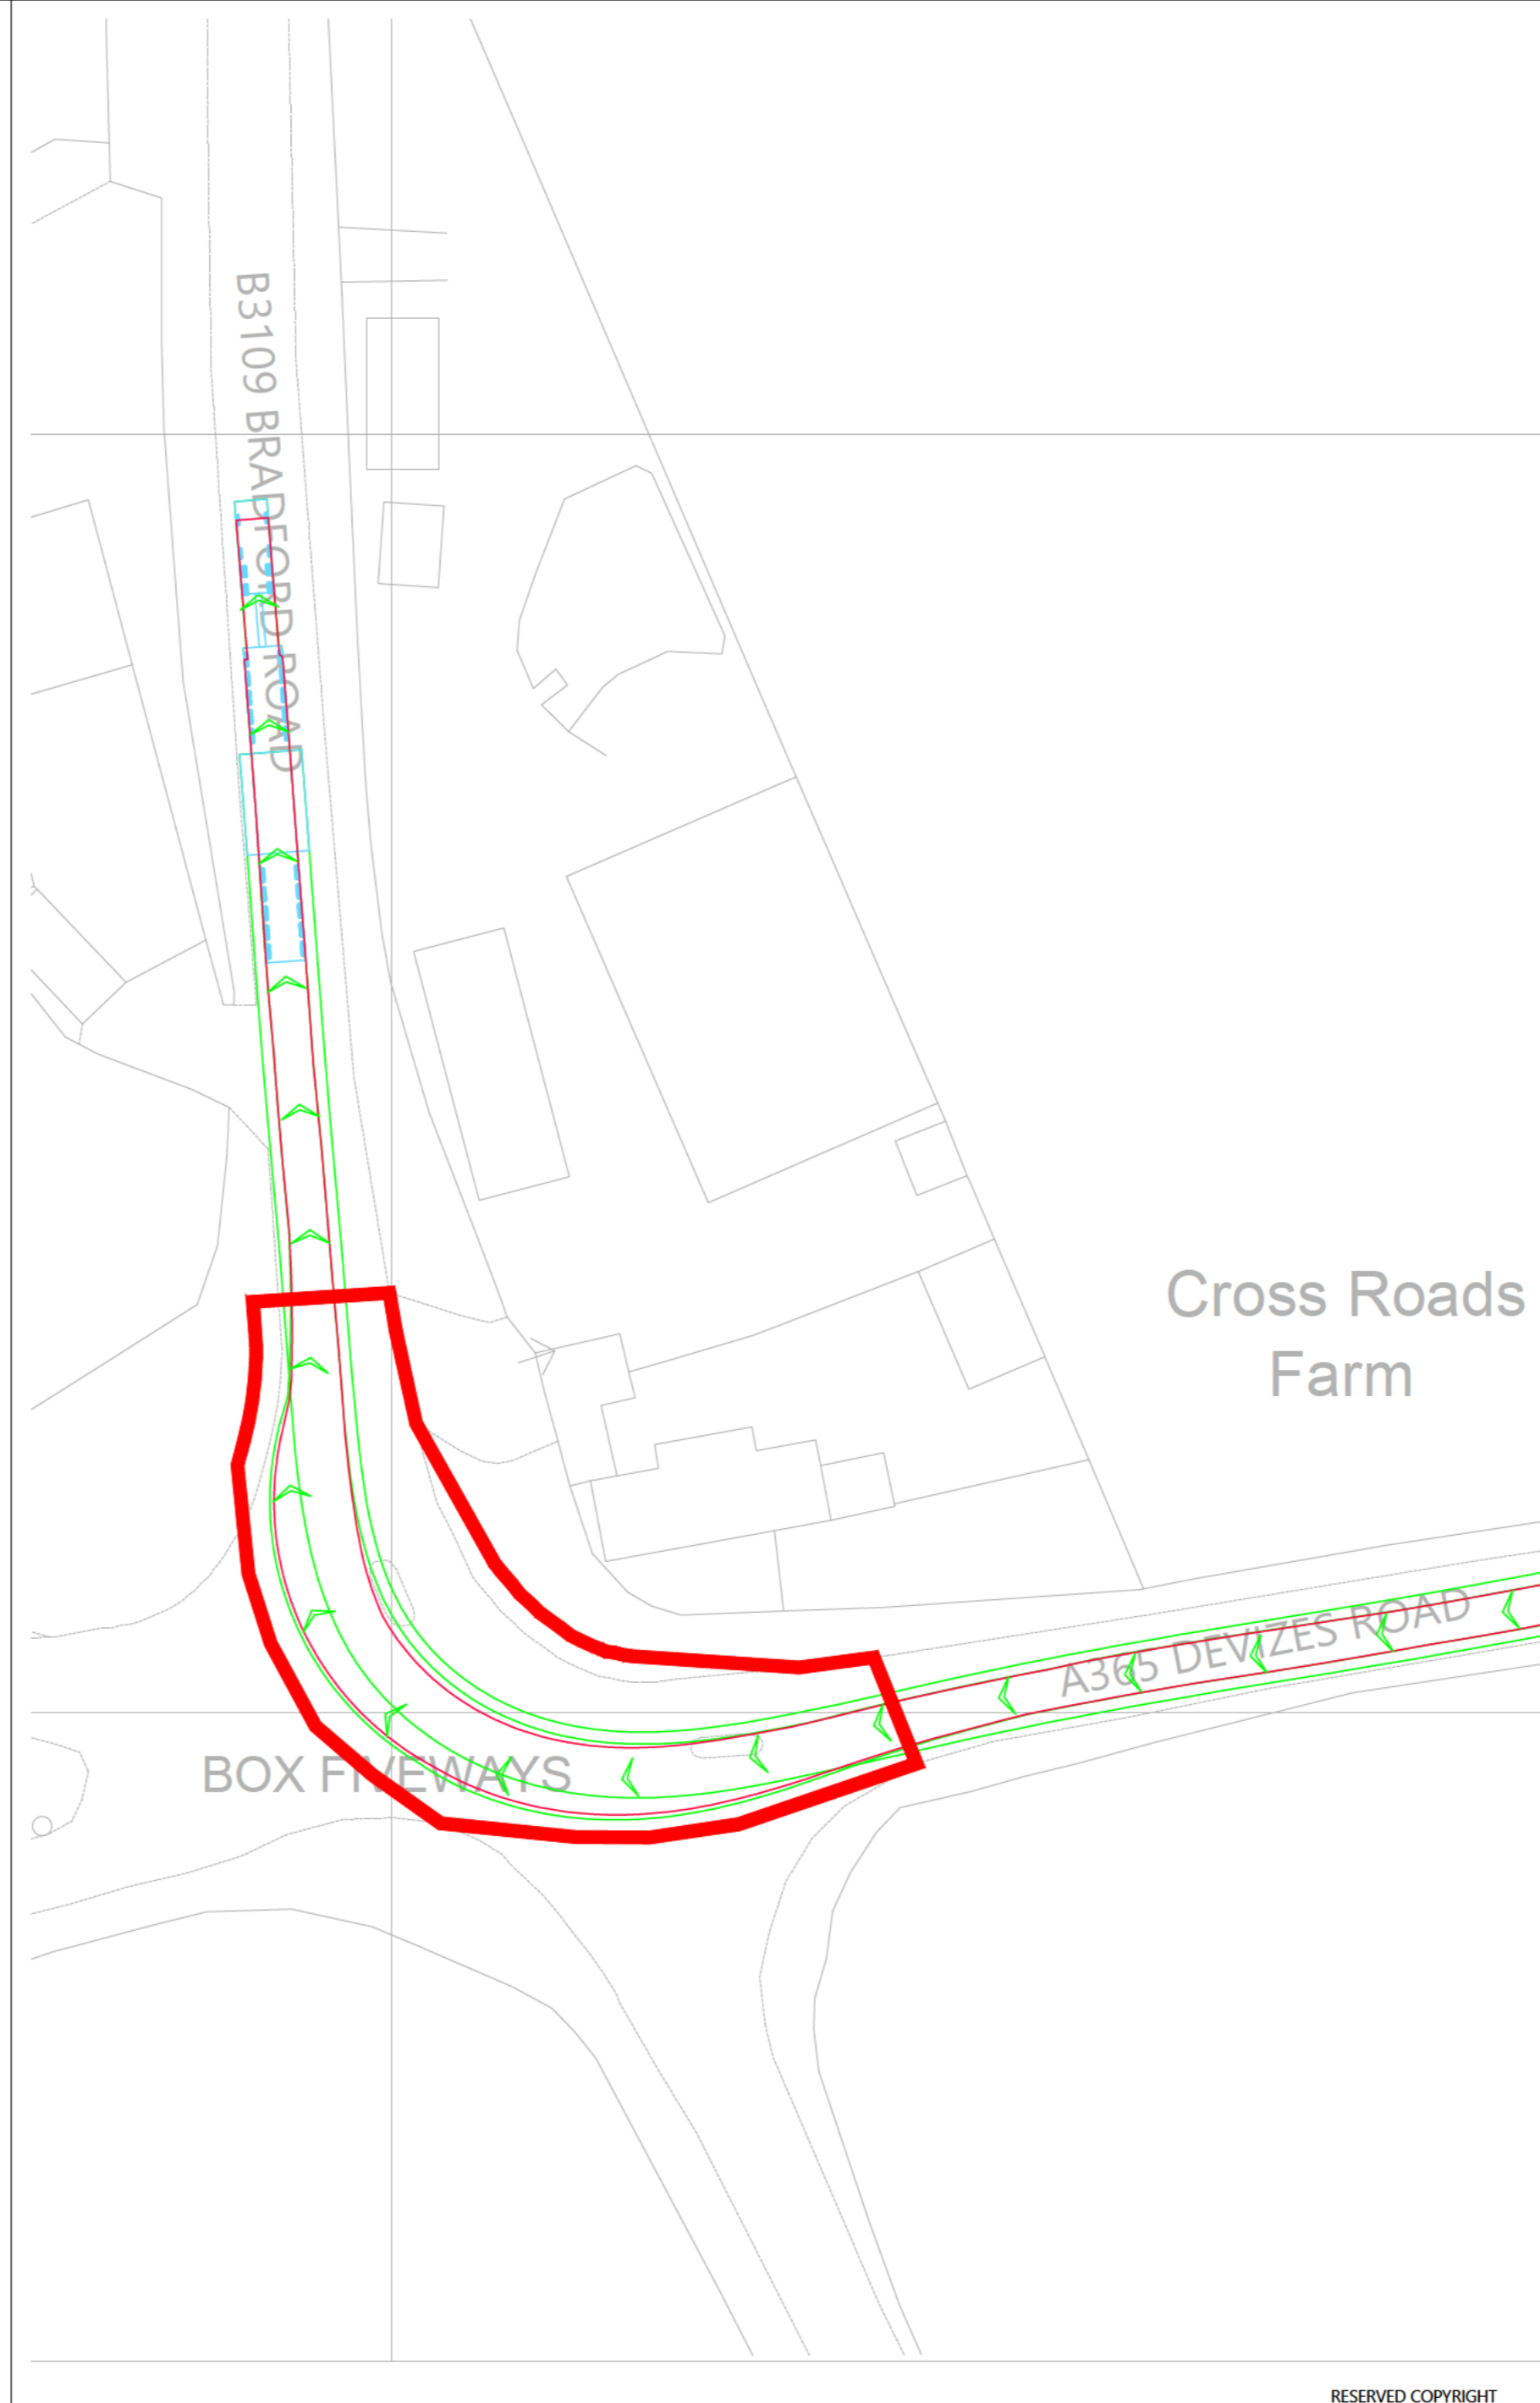 B3109 BRADFORD ROAD
Cross Roads
Farm
A365 DEVIZES ROAD
BOX FIVEWAYS
RESERVED COPYRIGHT